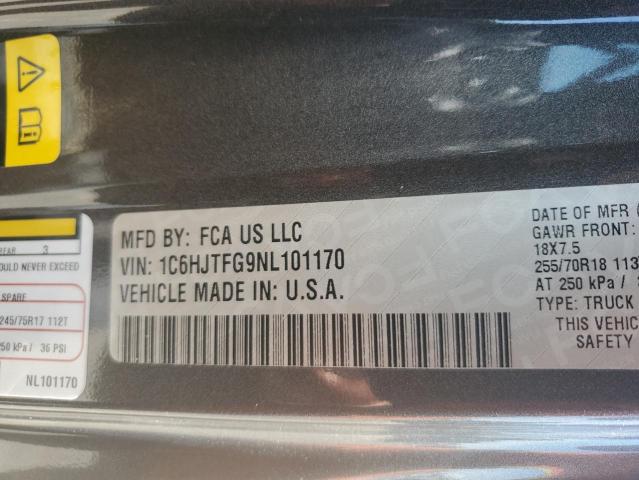 MFD BY: FCA US LLC
VIN: 1C6HJTFG9NL101170
VEHICLE MADE IN: U.S.A.
DATE OF MFR
GAWR FRONT:
18X7.5
255/70R18 113
AT 250 kPa /
TYPE: TRUCK
THIS VEHIC
SAFETY
REAR 3
OULD NEVER EXCEED
SPARE
245/75R17 112T
250 kPa / 36 PSI
NL101170